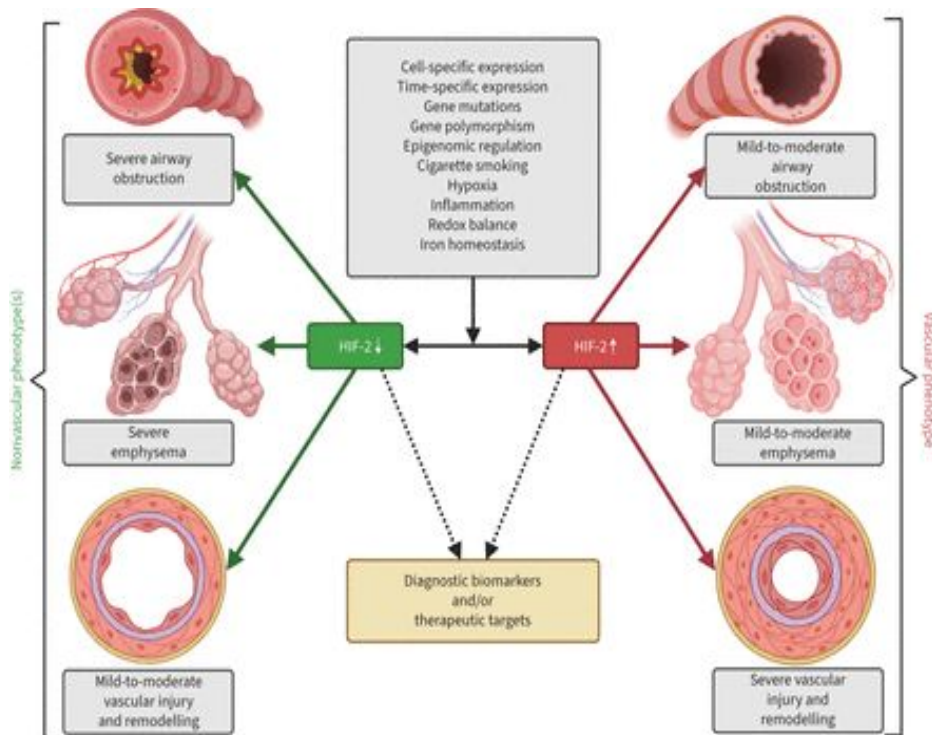 Cell-specific expression
Time-specific expression
Gene mutations
Gene polymorphism
Epigenomic regulation
Cigarette smoking
Hypoxia
Inflammation
Redox balance
Iron homeostasis
Severe airway
obstruction
Mild-to-moderate
airway
obstruction
Nonvascular phenotype(s)
HIF-2↓
HIF-2↑
Vascular phenotype
Severe
emphysema
Mild-to-moderate
emphysema
Diagnostic biomarkers
and/or
therapeutic targets
Mild-to-moderate
vascular injury
and remodelling
Severe vascular
injury and
remodelling